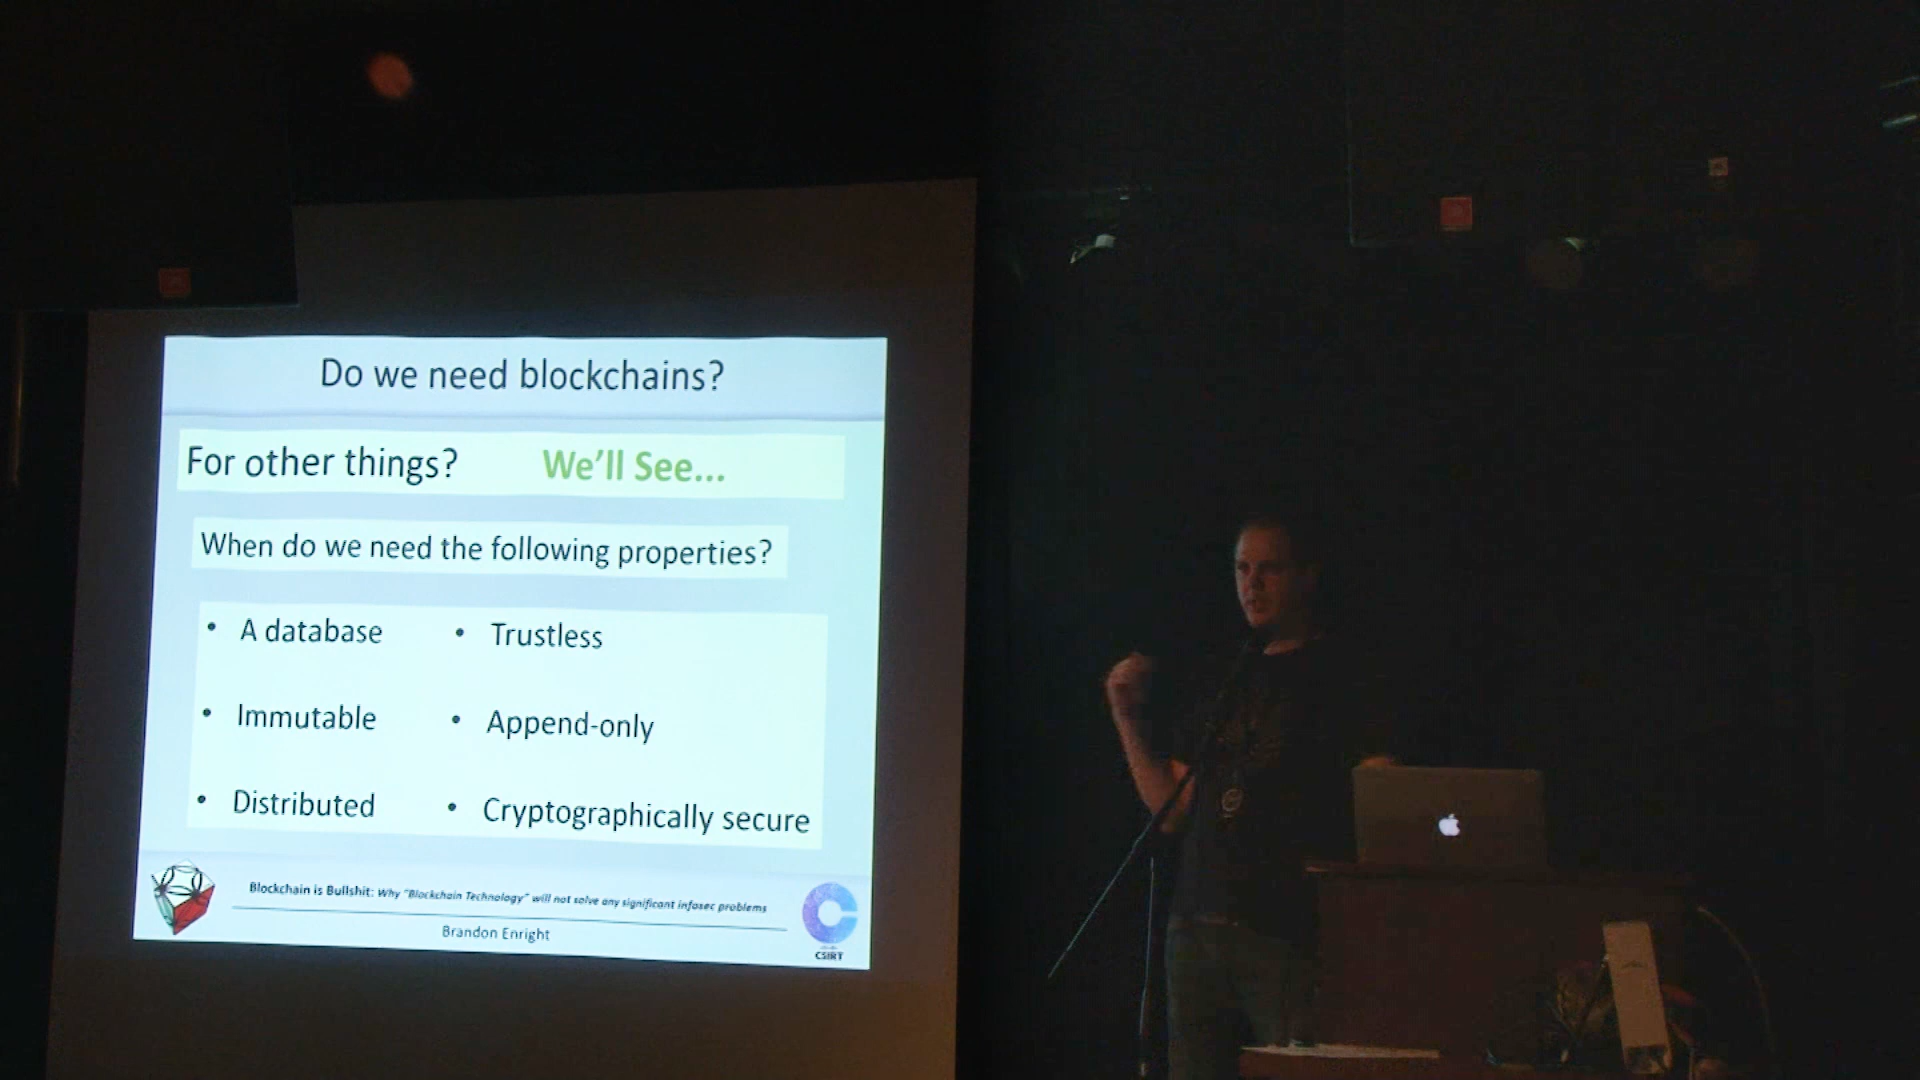 Do we need blockchains?
For other things? We'll See...
When do we need the following properties?
• A database • Trustless
• Immutable • Append-only
• Distributed • Cryptographically secure
Blockchain is Bullshit: Why "Blockchain Technology" will not solve any significant infosec problems
Brandon Enright
CSIRT